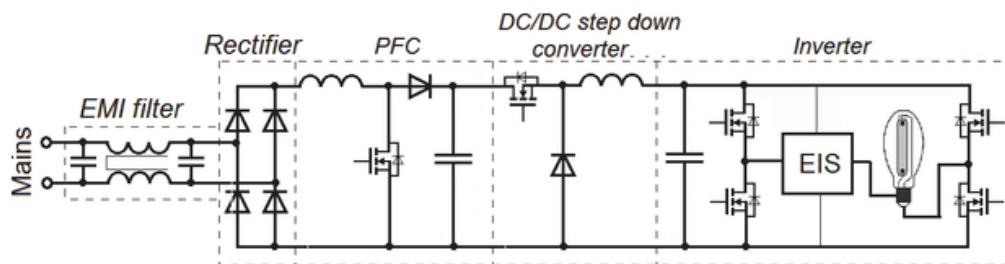 DC/DC step down
converter
Rectifier
PFC
Inverter
EMI filter
Mains
EIS